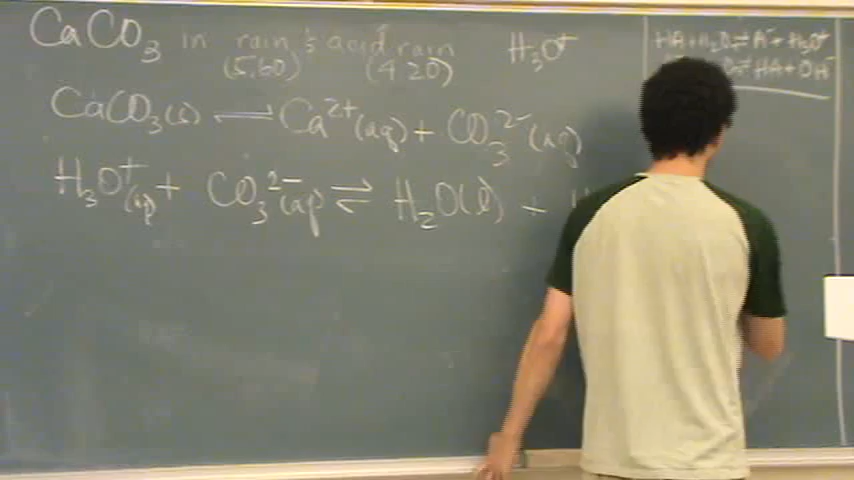 CaCO₃ in rain & acid rain H₃O⁺
(5.60) (4.20)
CaCO₃(s) ⇌ Ca²⁺(aq) + CO₃²⁻(aq)
H₃O⁺(aq) + CO₃²⁻(aq) ⇌ H₂O(l) +
HA + H₂O ⇌ A⁻ + H₃O⁺
⇌ HA + OH⁻